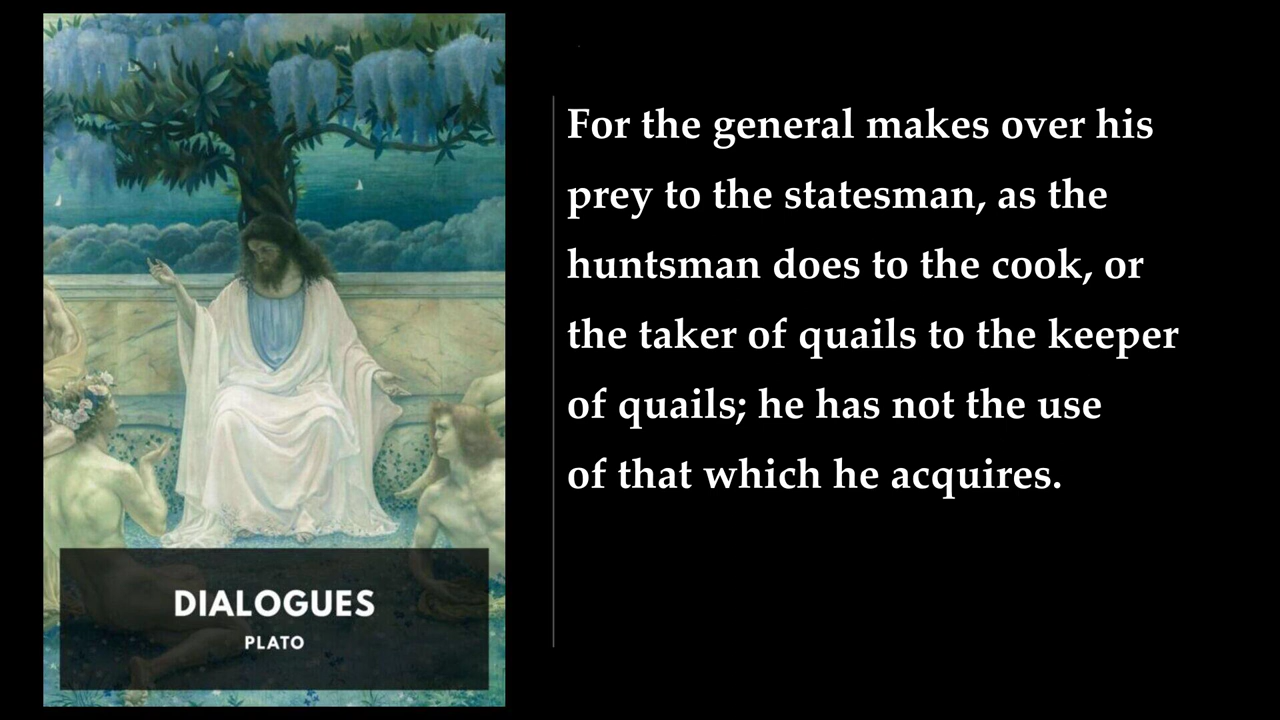 For the general makes over his
prey to the statesman, as the
huntsman does to the cook, or
the taker of quails to the keeper
of quails; he has not the use
of that which he acquires.
DIALOGUES
PLATO